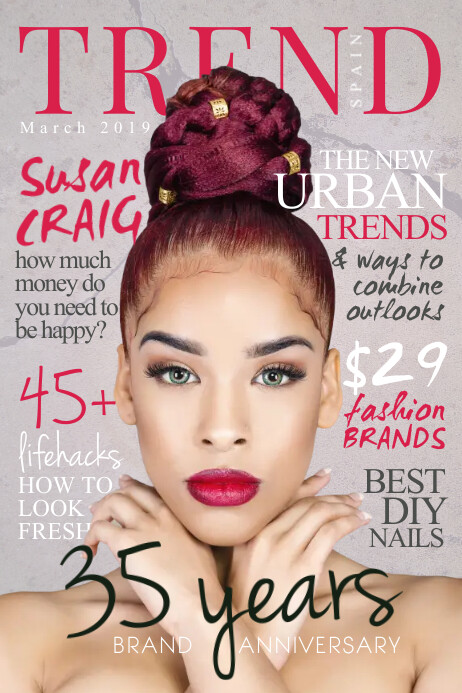 TREND
SPAIN
March 2019
Susan
CRAIG
how much
money do
you need to
be happy?
THE NEW
URBAN
TRENDS
& ways to
combine
outlooks
45+
lifehacks
HOW TO
LOOK
FRESH
$29
fashion
BRANDS
BEST
DIY
NAILS
35 years
BRAND ANNIVERSARY